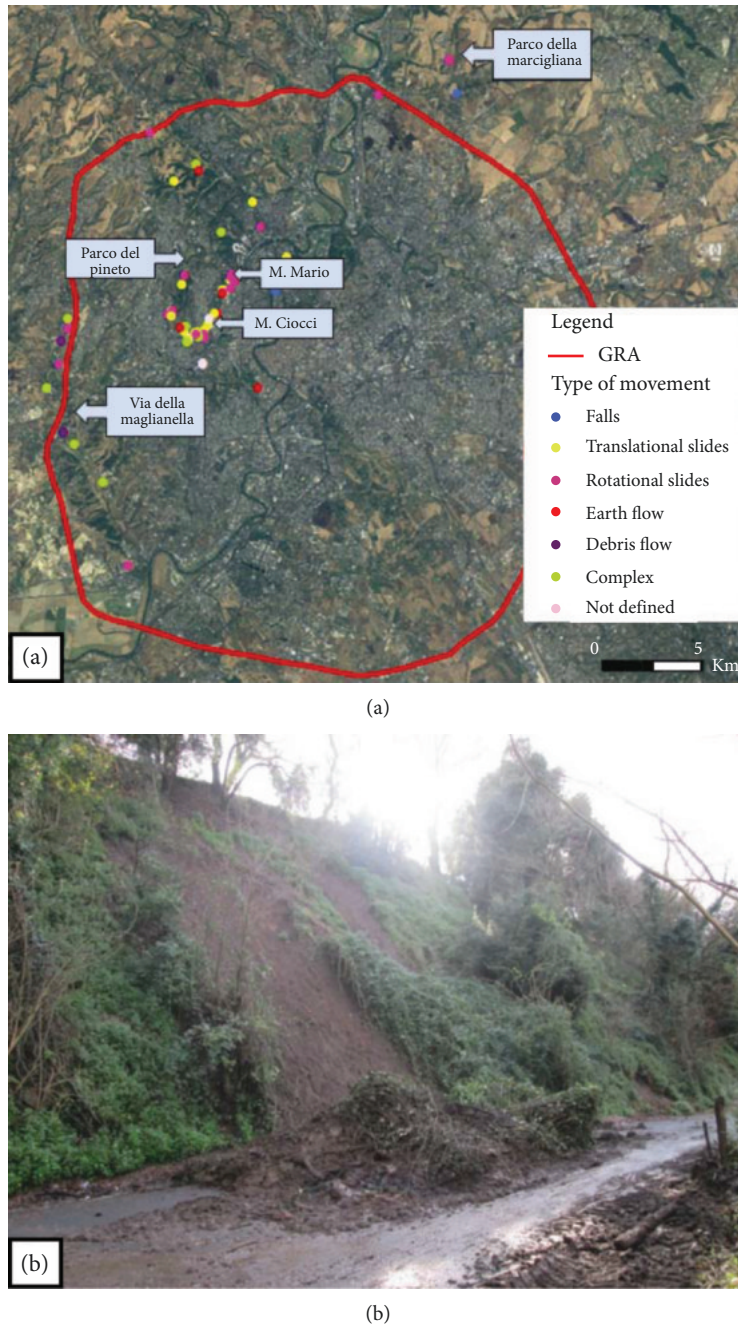 Parco della
marcigliana
Parco del
pineto
M. Mario
M. Ciocci
Via della
maglianella
Legend
GRA
Type of movement
Falls
Translational slides
Rotational slides
Earth flow
Debris flow
Complex
Not defined
0 5
Km
(a)
(a)
(b)
(b)